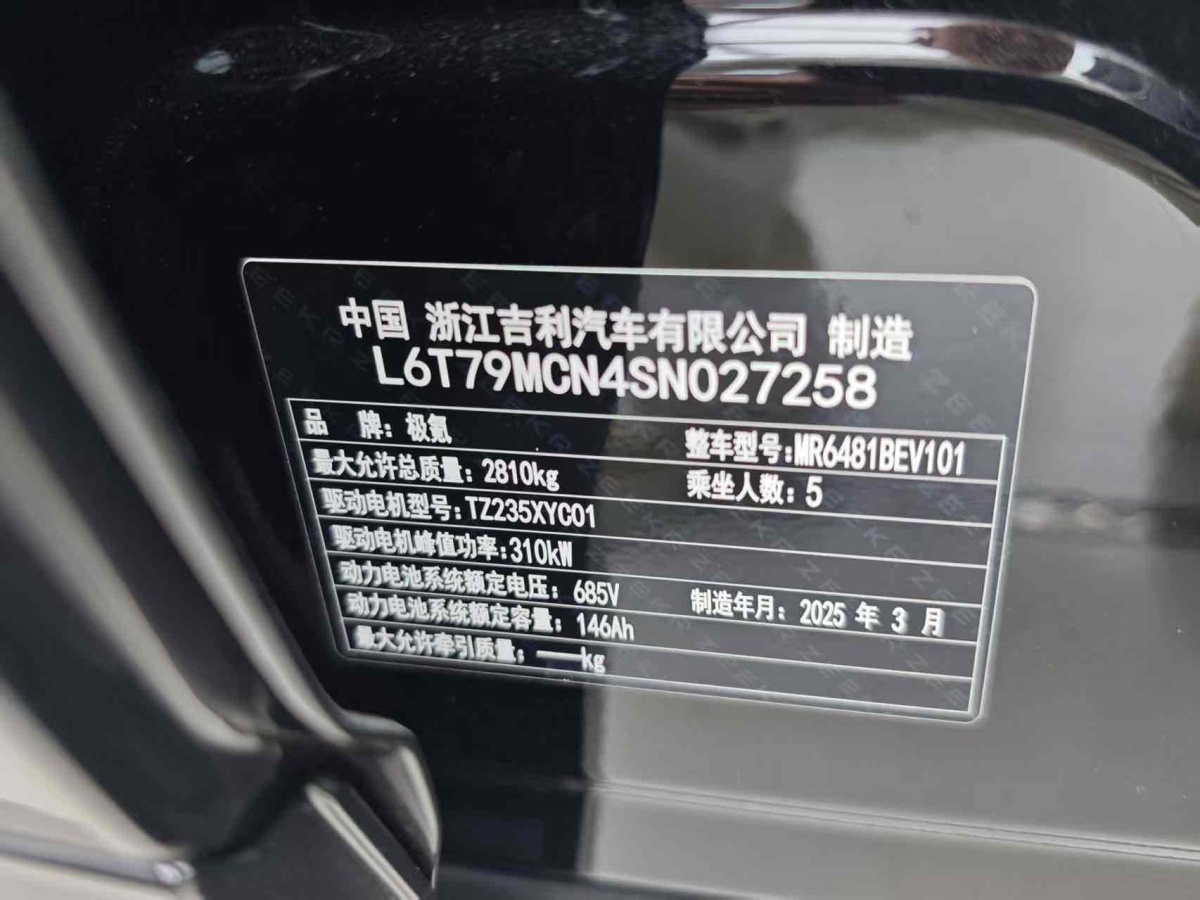 中国 浙江吉利汽车有限公司 制造
L6T79MCN4SN027258
品 牌: 极氪 整车型号:MR6481BEV101
最大允许总质量: 2810kg 乘坐人数: 5
驱动电机型号:TZ235XYC01
驱动电机峰值功率:310kW
动力电池系统额定电压: 685V 制造年月: 2025 年 3 月
动力电池系统额定容量: 146Ah
最大允许牵引质量: ——kg